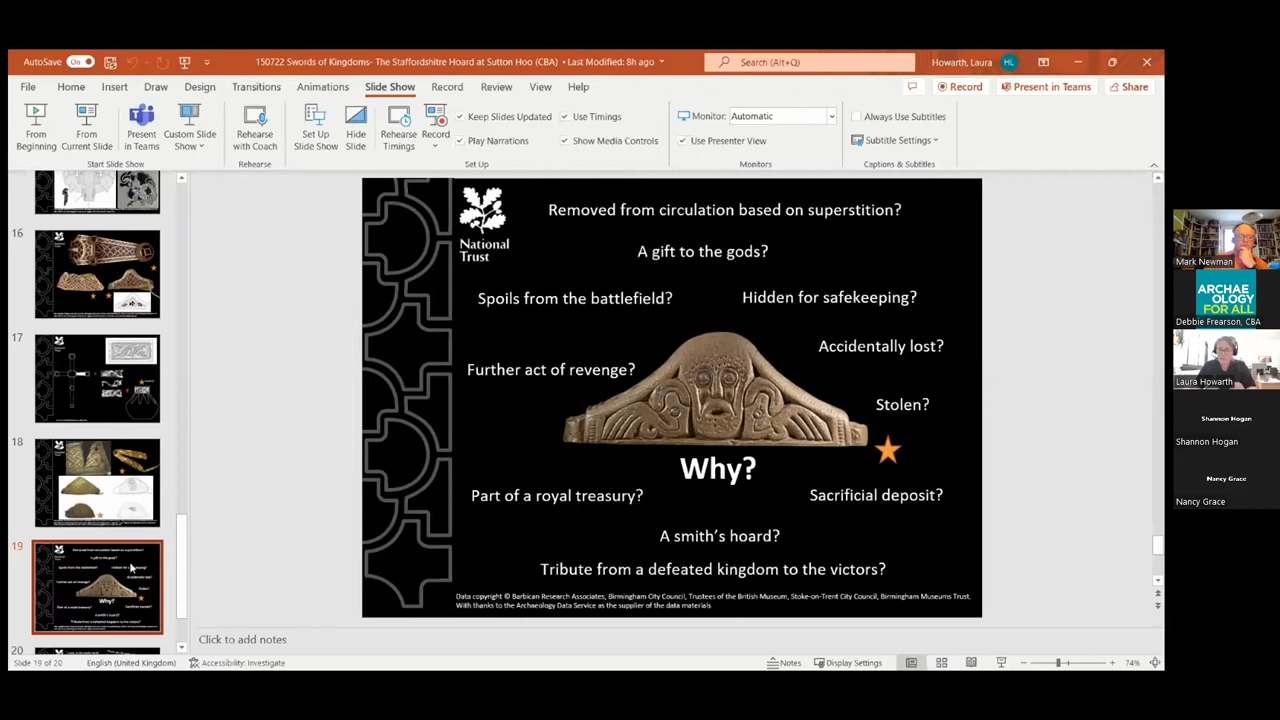 AutoSave On
150722 Swords of Kingdoms- The Staffordshitre Hoard at Sutton Hoo (CBA) • Last Modified: 8h ago
Search (Alt+Q)
Howarth, Laura HL
File Home Insert Draw Design Transitions Animations Slide Show Record Review View Help
Record Present in Teams Share
From Beginning
From Current Slide
Present in Teams
Custom Slide Show
Start Slide Show
Rehearse with Coach
Rehearse
Set Up Slide Show
Hide Slide
Rehearse Timings
Record
Keep Slides Updated
Play Narrations
Use Timings
Show Media Controls
Set Up
Monitor: Automatic
Use Presenter View
Monitors
Always Use Subtitles
Subtitle Settings
Captions & Subtitles
16
17
18
19
20
National
Trust
Removed from circulation based on superstition?
A gift to the gods?
Spoils from the battlefield?
Hidden for safekeeping?
Accidentally lost?
Further act of revenge?
Stolen?
Why?
Part of a royal treasury?
Sacrificial deposit?
A smith's hoard?
Tribute from a defeated kingdom to the victors?
Data copyright © Barbican Research Associates, Birmingham City Council, Trustees of the British Museum, Stoke-on-Trent City Council, Birmingham Museums Trust.
With thanks to the Archaeology Data Service as the supplier of the data materials
Click to add notes
Slide 19 of 20 English (United Kingdom) Accessibility: Investigate
Notes Display Settings 74%
Mark Newman
ARCHAE
OLOGY
FOR ALL
Debbie Frearson, CBA
Laura Howarth
Shannon Hogan
Shannon Hogan
Nancy Grace
Nancy Grace